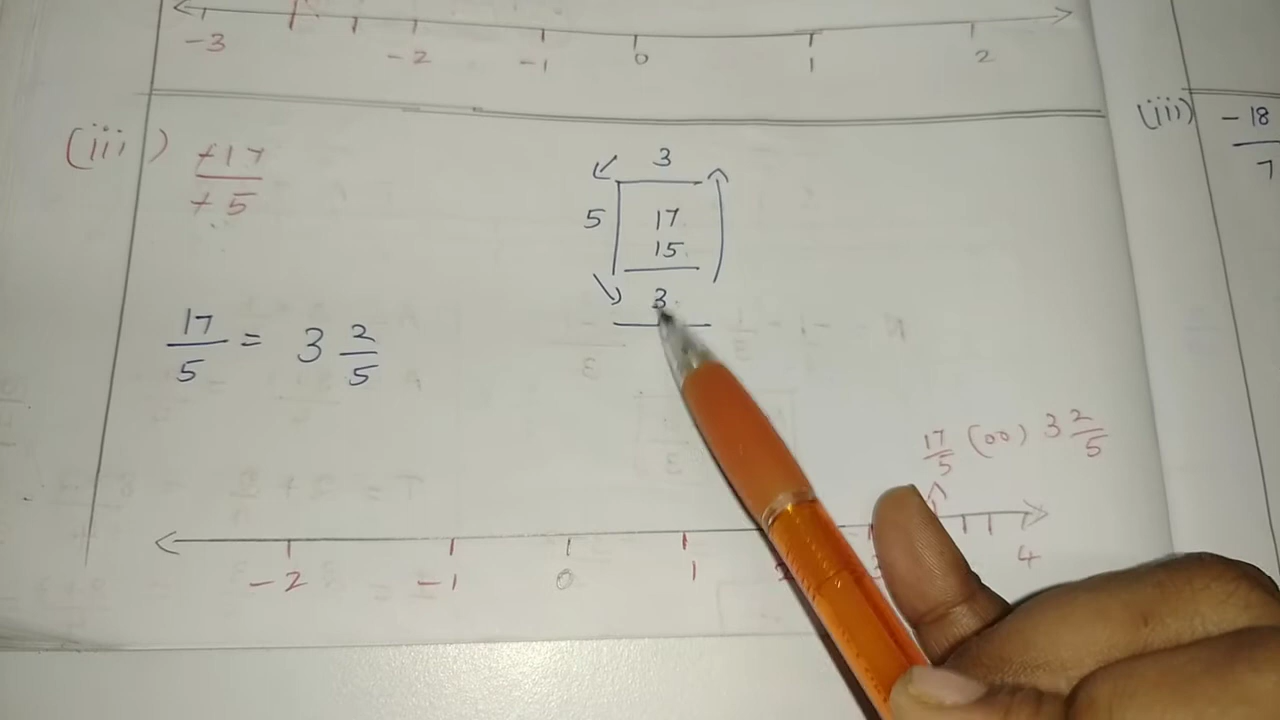 -3 -2 -1 0 1 2
(iii) +17/+5
3
5 17
15
3
17/5 = 3 2/5
17/5 (or) 3 2/5
-2 -1 0 1 3 4
(iii) -18/7